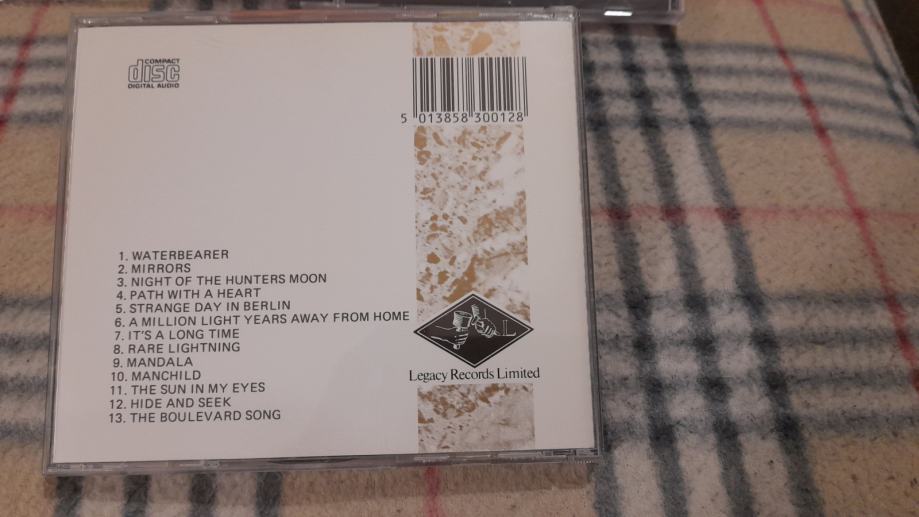 COMPACT
disc
DIGITAL AUDIO
5 013858 300128
1. WATERBEARER
2. MIRRORS
3. NIGHT OF THE HUNTERS MOON
4. PATH WITH A HEART
5. STRANGE DAY IN BERLIN
6. A MILLION LIGHT YEARS AWAY FROM HOME
7. IT'S A LONG TIME
8. RARE LIGHTNING
9. MANDALA
10. MANCHILD
11. THE SUN IN MY EYES
12. HIDE AND SEEK
13. THE BOULEVARD SONG
L
Legacy Records Limited